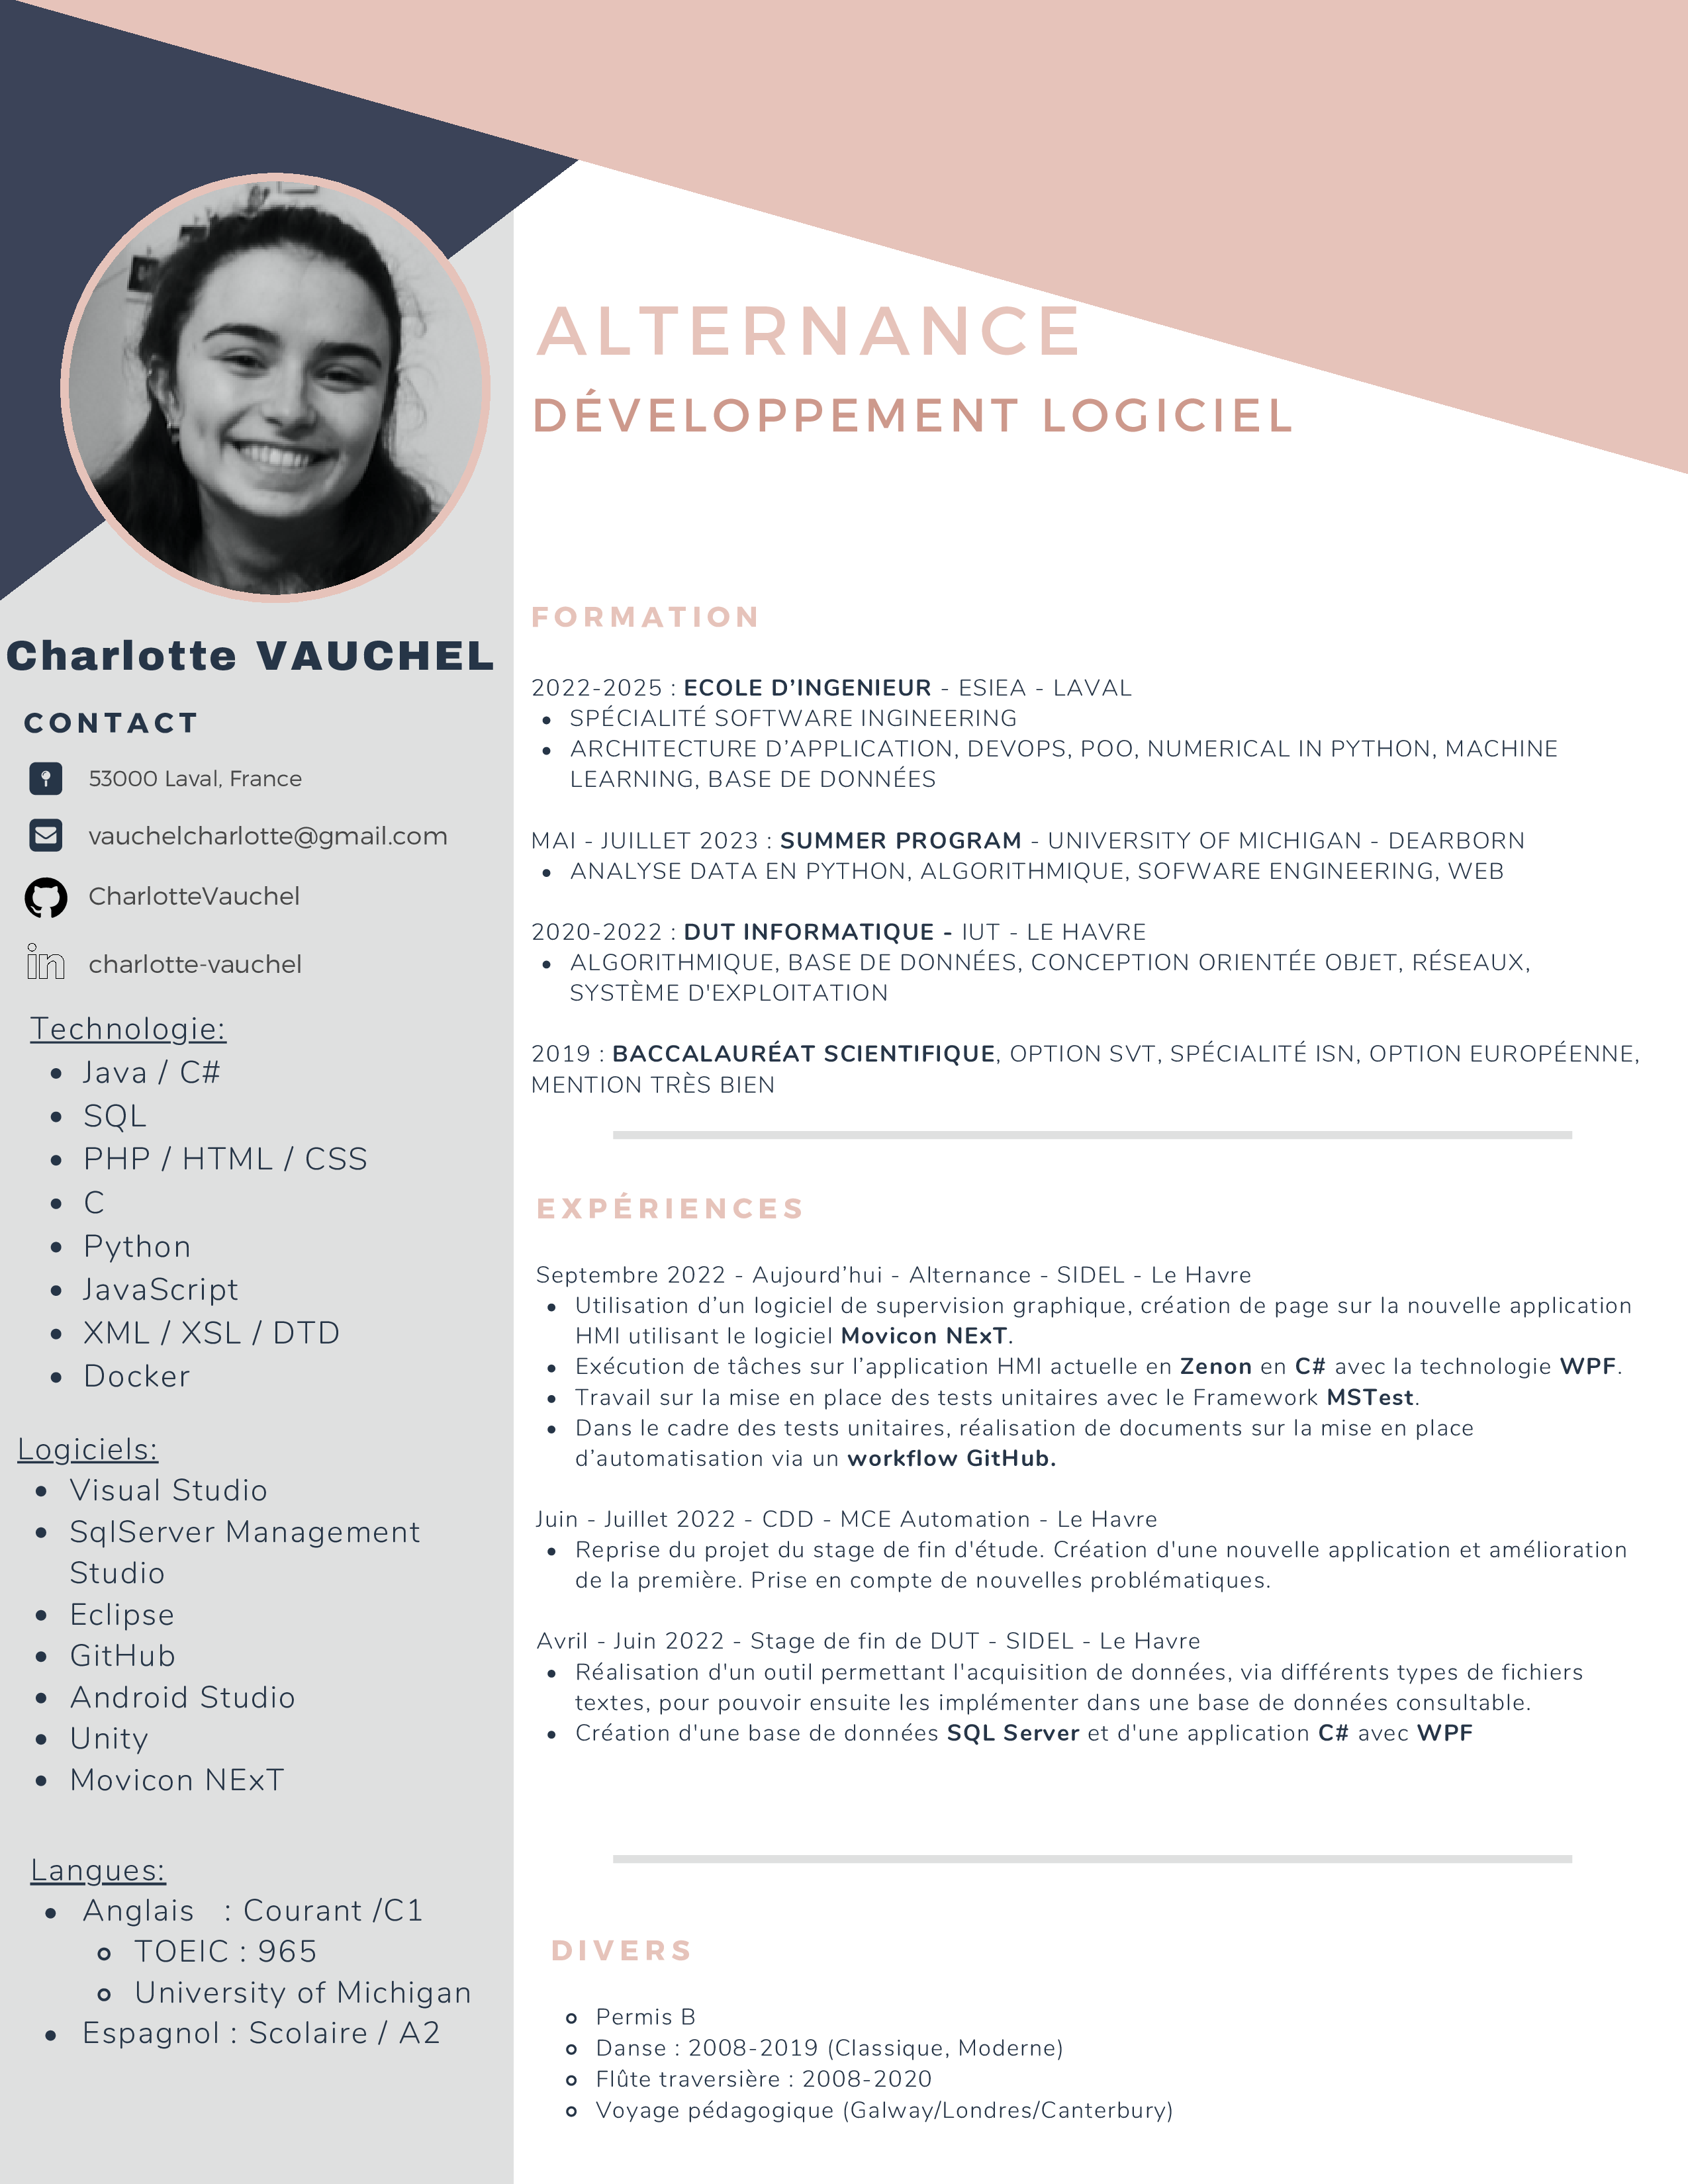 ALTERNANCE
DÉVELOPPEMENT LOGICIEL
Charlotte VAUCHEL
CONTACT
53000 Laval, France
vauchelcharlotte@gmail.com
CharlotteVauchel
in
charlotte-vauchel
Technologie:
Java / C#
SQL
PHP / HTML / CSS
C
Python
JavaScript
XML / XSL / DTD
Docker
Logiciels:
Visual Studio
SqlServer Management
Studio
Eclipse
GitHub
Android Studio
Unity
Movicon NExT
Langues:
Anglais : Courant /C1
TOEIC : 965
University of Michigan
Espagnol : Scolaire / A2
FORMATION
2022-2025 : ECOLE D’INGENIEUR - ESIEA - LAVAL
SPÉCIALITÉ SOFTWARE INGINEERING
ARCHITECTURE D’APPLICATION, DEVOPS, POO, NUMERICAL IN PYTHON, MACHINE
LEARNING, BASE DE DONNÉES
MAI - JUILLET 2023 : SUMMER PROGRAM - UNIVERSITY OF MICHIGAN - DEARBORN
ANALYSE DATA EN PYTHON, ALGORITHMIQUE, SOFWARE ENGINEERING, WEB
2020-2022 : DUT INFORMATIQUE - IUT - LE HAVRE
ALGORITHMIQUE, BASE DE DONNÉES, CONCEPTION ORIENTÉE OBJET, RÉSEAUX,
SYSTÈME D'EXPLOITATION
2019 : BACCALAURÉAT SCIENTIFIQUE, OPTION SVT, SPÉCIALITÉ ISN, OPTION EUROPÉENNE,
MENTION TRÈS BIEN
EXPÉRIENCES
Septembre 2022 - Aujourd’hui - Alternance - SIDEL - Le Havre
Utilisation d’un logiciel de supervision graphique, création de page sur la nouvelle application
HMI utilisant le logiciel Movicon NExT.
Exécution de tâches sur l’application HMI actuelle en Zenon en C# avec la technologie WPF.
Travail sur la mise en place des tests unitaires avec le Framework MSTest.
Dans le cadre des tests unitaires, réalisation de documents sur la mise en place
d’automatisation via un workflow GitHub.
Juin - Juillet 2022 - CDD - MCE Automation - Le Havre
Reprise du projet du stage de fin d'étude. Création d'une nouvelle application et amélioration
de la première. Prise en compte de nouvelles problématiques.
Avril - Juin 2022 - Stage de fin de DUT - SIDEL - Le Havre
Réalisation d'un outil permettant l'acquisition de données, via différents types de fichiers
textes, pour pouvoir ensuite les implémenter dans une base de données consultable.
Création d'une base de données SQL Server et d'une application C# avec WPF
DIVERS
Permis B
Danse : 2008-2019 (Classique, Moderne)
Flûte traversière : 2008-2020
Voyage pédagogique (Galway/Londres/Canterbury)